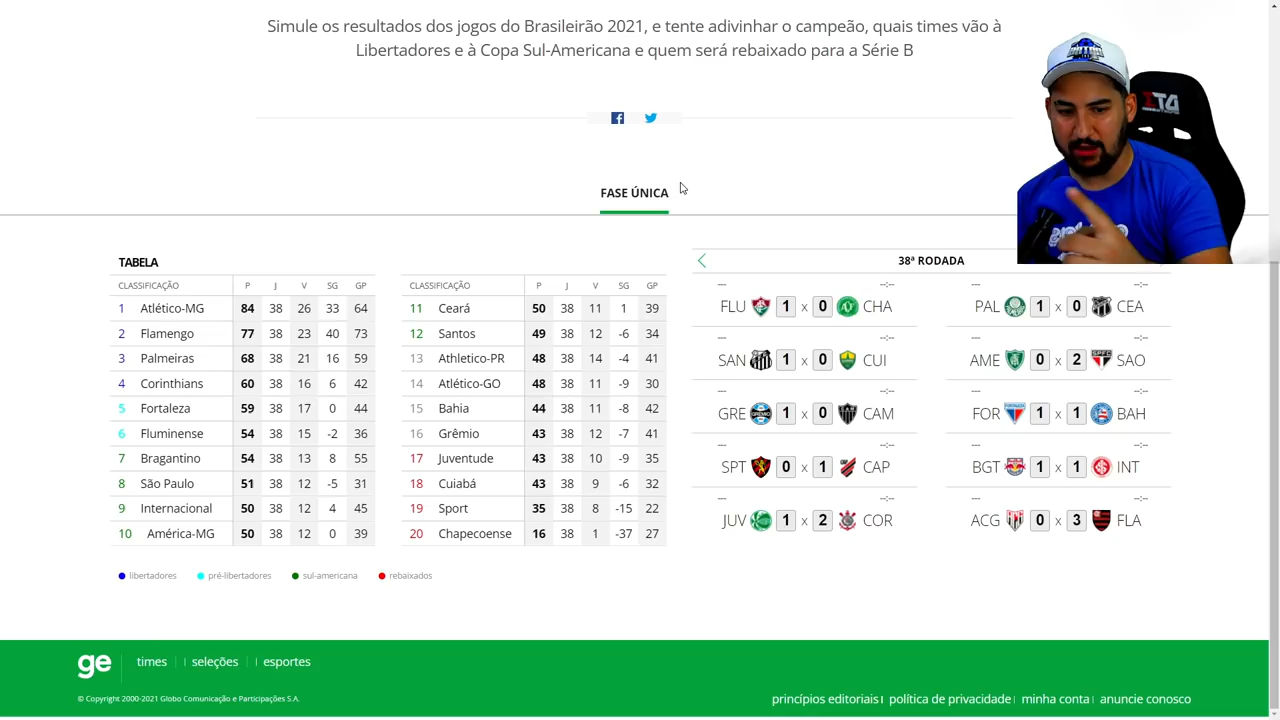 Simule os resultados dos jogos do Brasileirão 2021, e tente adivinhar o campeão, quais times vão à
Libertadores e à Copa Sul-Americana e quem será rebaixado para a Série B
FASE ÚNICA
TABELA
CLASSIFICAÇÃO P J V SG GP
1 Atlético-MG 84 38 26 33 64
2 Flamengo 77 38 23 40 73
3 Palmeiras 68 38 21 16 59
4 Corinthians 60 38 16 6 42
5 Fortaleza 59 38 17 0 44
6 Fluminense 54 38 15 -2 36
7 Bragantino 54 38 13 8 55
8 São Paulo 51 38 12 -5 31
9 Internacional 50 38 12 4 45
10 América-MG 50 38 12 0 39
CLASSIFICAÇÃO P J V SG GP
11 Ceará 50 38 11 1 39
12 Santos 49 38 12 -6 34
13 Athletico-PR 48 38 14 -4 41
14 Atlético-GO 48 38 11 -9 30
15 Bahia 44 38 11 -8 42
16 Grêmio 43 38 12 -7 41
17 Juventude 43 38 10 -9 35
18 Cuiabá 43 38 9 -6 32
19 Sport 35 38 8 -15 22
20 Chapecoense 16 38 1 -37 27
libertadores pré-libertadores sul-americana rebaixados
38ª RODADA
--- --:-- --- --:--
FLU 1 x 0 CHA PAL 1 x 0 CEA
--- --:-- --- --:--
SAN 1 x 0 CUI AME 0 x 2 SAO
--- --:-- --- --:--
GRE 1 x 0 CAM FOR 1 x 1 BAH
--- --:-- --- --:--
SPT 0 x 1 CAP BGT 1 x 1 INT
--- --:-- --- --:--
JUV 1 x 2 COR ACG 0 x 3 FLA
ge times seleções esportes
© Copyright 2000-2021 Globo Comunicação e Participações S.A.
princípios editoriais política de privacidade minha conta anuncie conosco